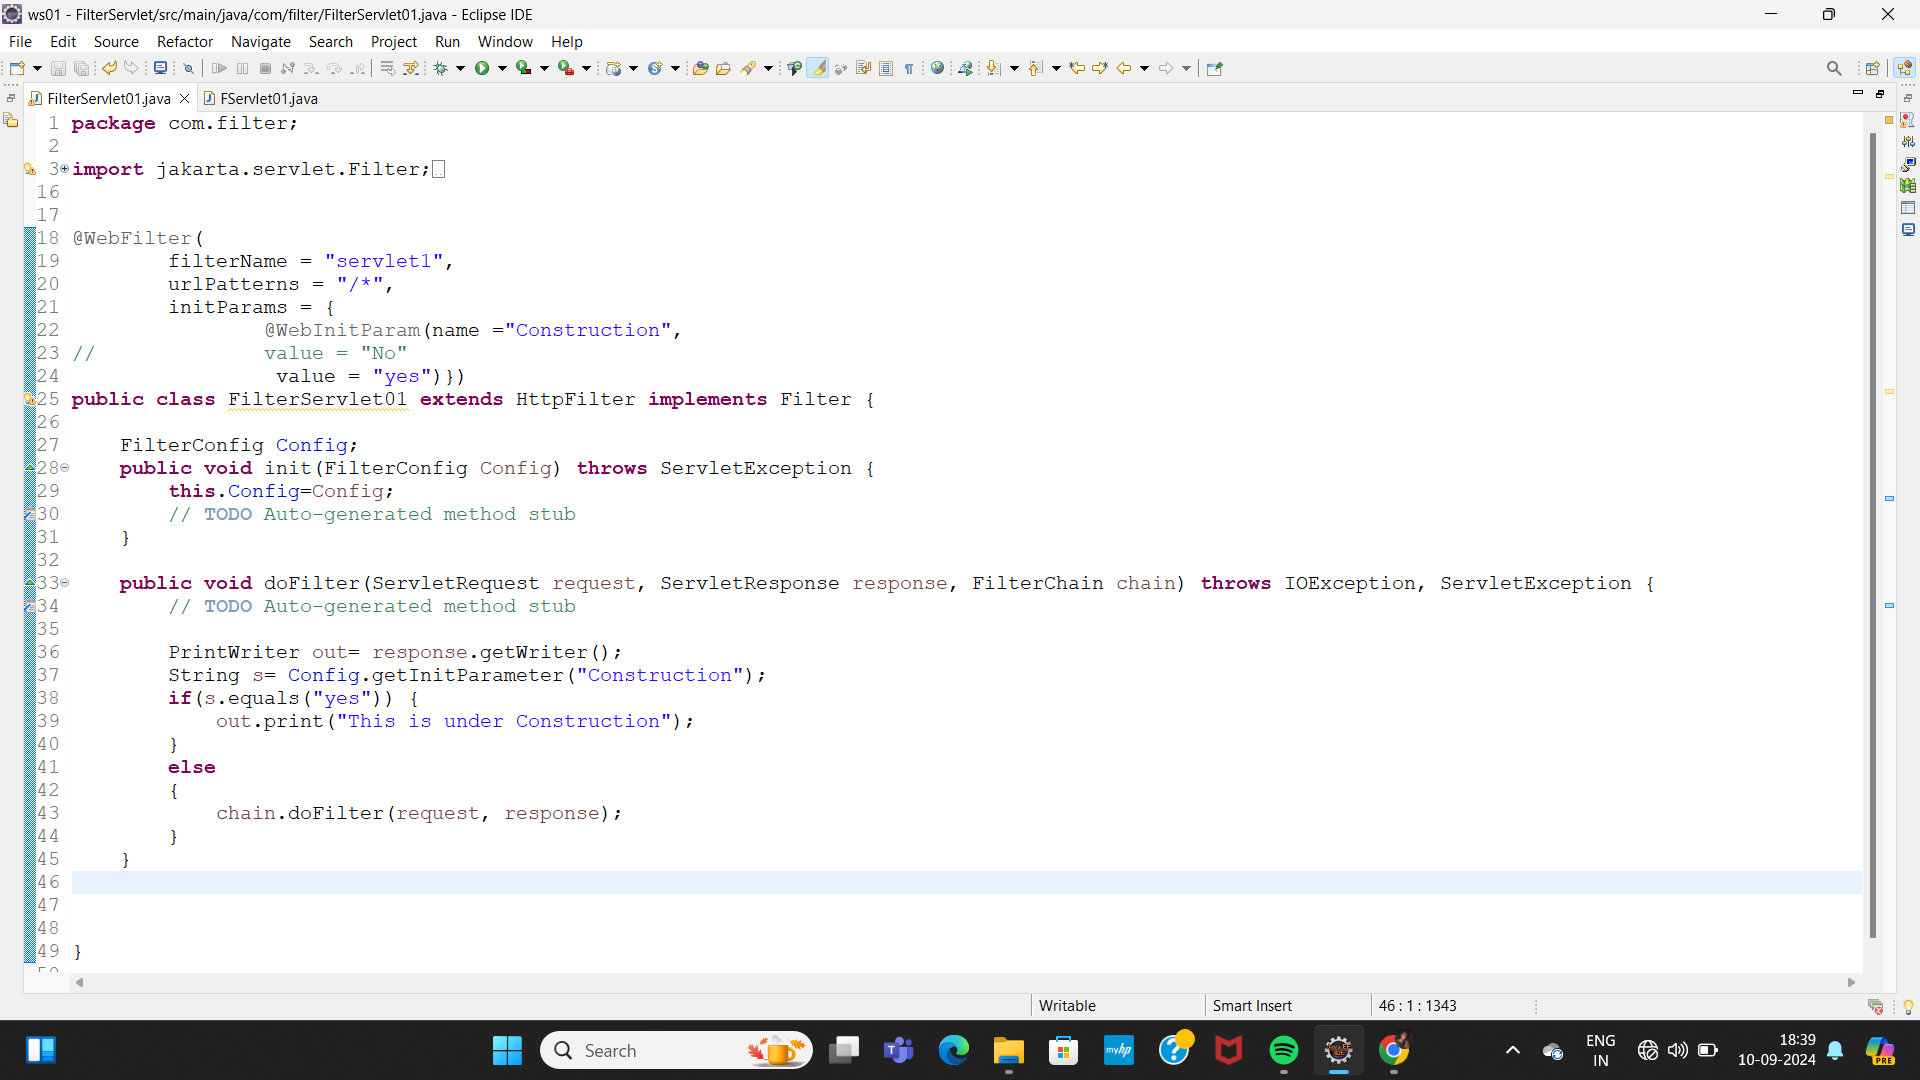 ws01 - FilterServlet/src/main/java/com/filter/FilterServlet01.java - Eclipse IDE
File Edit Source Refactor Navigate Search Project Run Window Help
FilterServlet01.java FServlet01.java
1 package com.filter;
2
3 import jakarta.servlet.Filter;
16
17
18 @WebFilter(
19 filterName = "servlet1",
20 urlPatterns = "/*",
21 initParams = {
22 @WebInitParam(name ="Construction",
23 // value = "No"
24 value = "yes")})
25 public class FilterServlet01 extends HttpFilter implements Filter {
26
27 FilterConfig Config;
28 public void init(FilterConfig Config) throws ServletException {
29 this.Config=Config;
30 // TODO Auto-generated method stub
31 }
32
33 public void doFilter(ServletRequest request, ServletResponse response, FilterChain chain) throws IOException, ServletException {
34 // TODO Auto-generated method stub
35
36 PrintWriter out= response.getWriter();
37 String s= Config.getInitParameter("Construction");
38 if(s.equals("yes")) {
39 out.print("This is under Construction");
40 }
41 else
42 {
43 chain.doFilter(request, response);
44 }
45 }
46
47
48
49 }
Writable Smart Insert 46 : 1 : 1343
Search
myhp
ENG
IN
18:39
10-09-2024
PRE